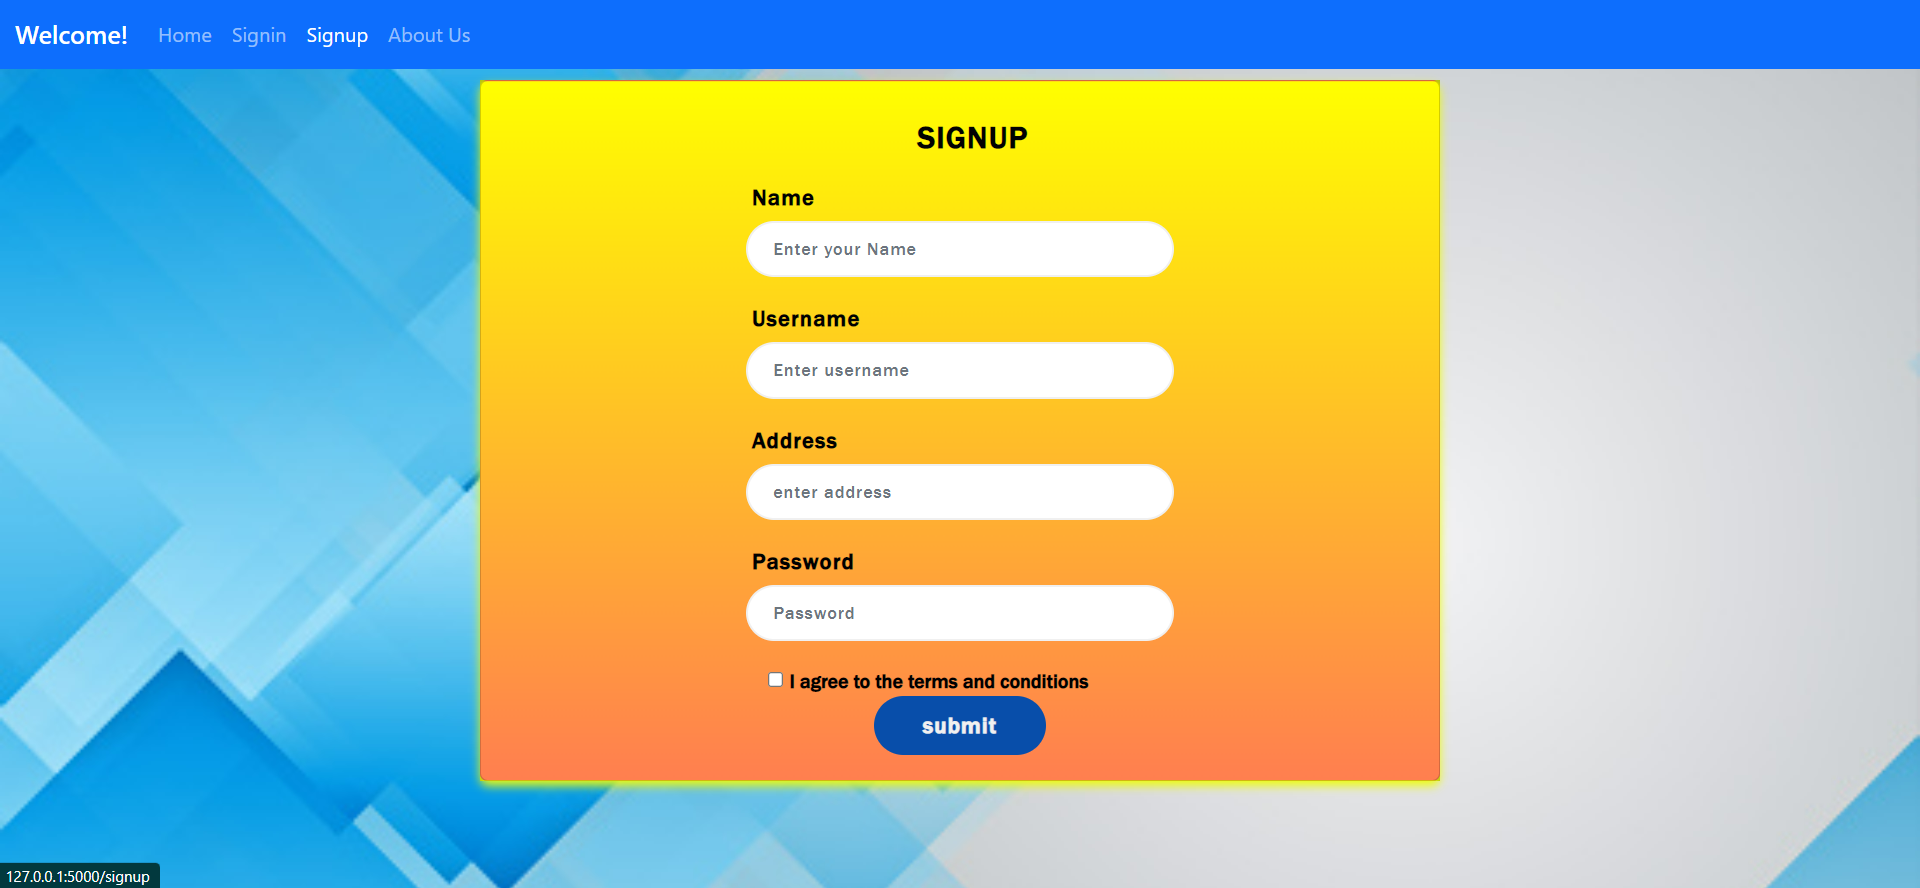 Welcome! Home Signin Signup About Us
SIGNUP
Name
Enter your Name
Username
Enter username
Address
enter address
Password
Password
I agree to the terms and conditions
submit
127.0.0.1:5000/signup